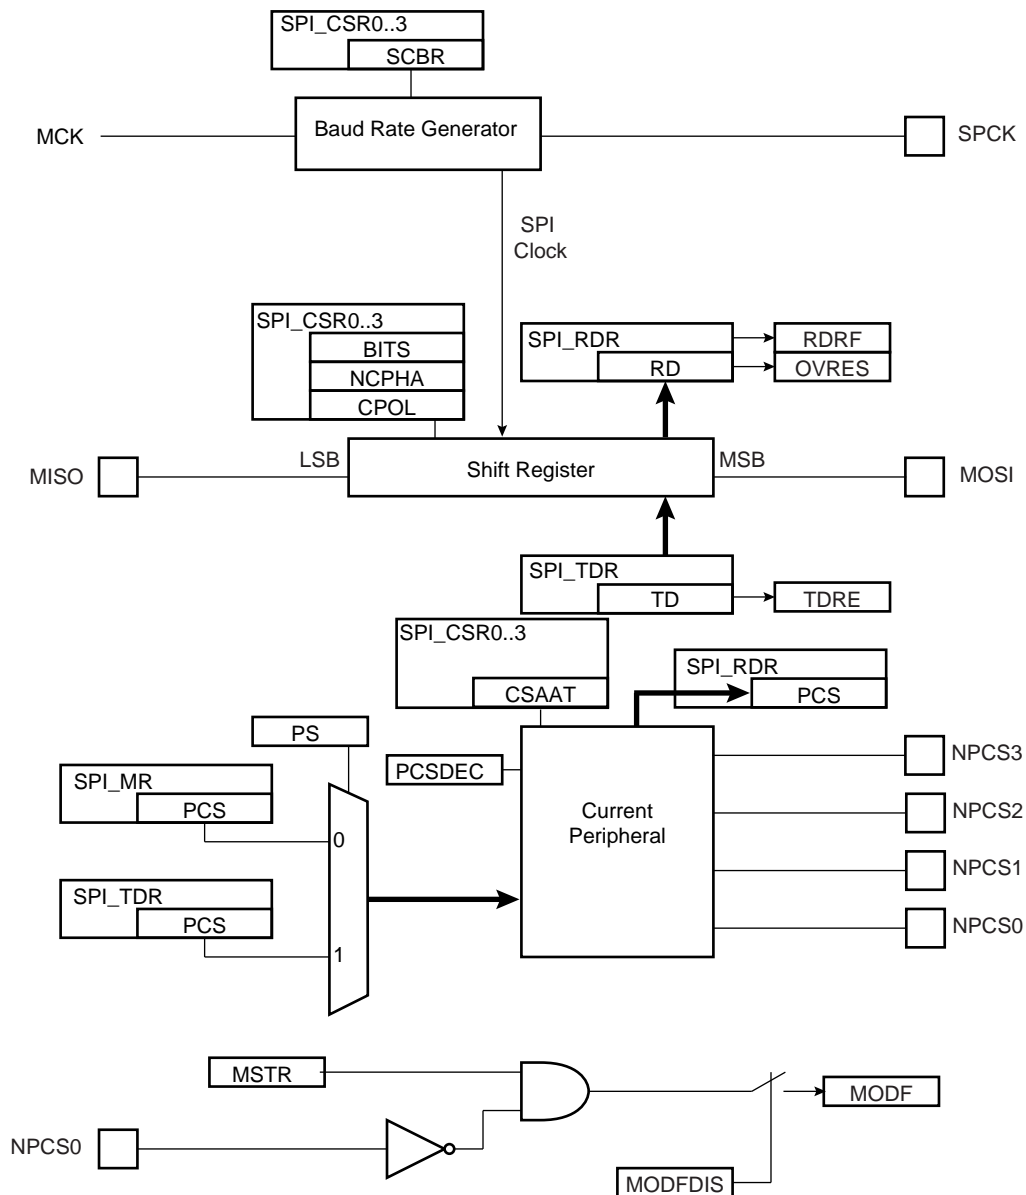 SPI_CSR0..3
SCBR
MCK
Baud Rate Generator
SPCK
SPI
Clock
SPI_CSR0..3
BITS
NCPHA
CPOL
SPI_RDR
RD
RDRF
OVRES
MISO
LSB
Shift Register
MSB
MOSI
SPI_TDR
TD
TDRE
SPI_CSR0..3
CSAAT
SPI_RDR
PCS
PS
PCSDEC
NPCS3
SPI_MR
PCS
0
Current
Peripheral
NPCS2
NPCS1
SPI_TDR
PCS
1
NPCS0
MSTR
MODF
NPCS0
MODFDIS